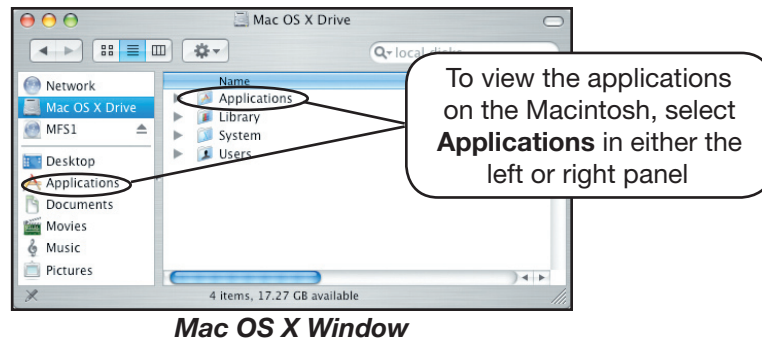 Mac OS X Drive
local disks
Network
Mac OS X Drive
MFS1
Desktop
Applications
Documents
Movies
Music
Pictures
Name
Applications
Library
System
Users
4 items, 17.27 GB available
To view the applications
on the Macintosh, select
Applications in either the
left or right panel
Mac OS X Window